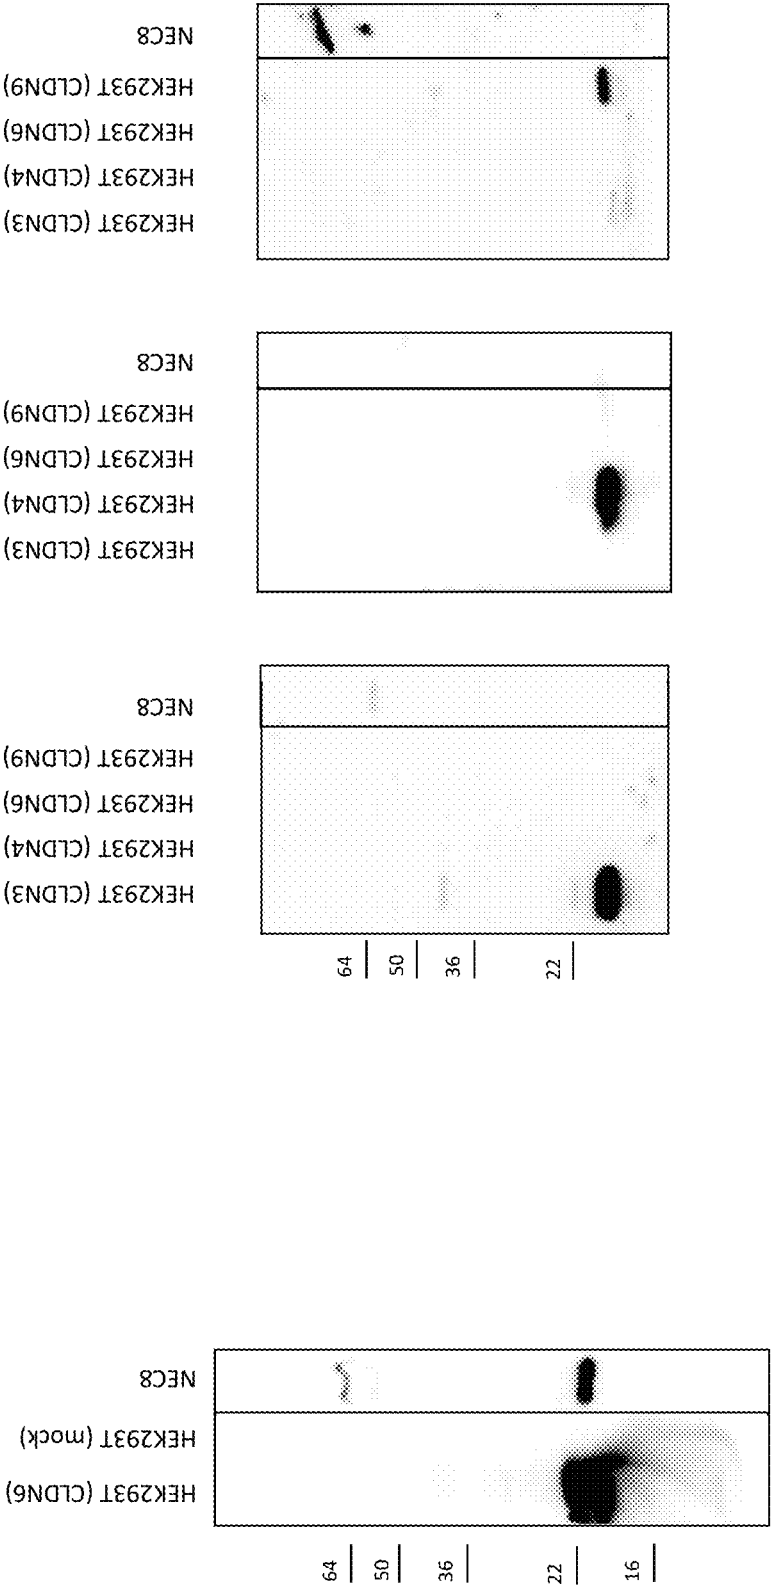 NEC8
HEK293T (CLDN9)
HEK293T (CLDN6)
HEK293T (CLDN4)
HEK293T (CLDN3)
NEC8
HEK293T (CLDN9)
HEK293T (CLDN6)
HEK293T (CLDN4)
HEK293T (CLDN3)
NEC8
HEK293T (CLDN9)
HEK293T (CLDN6)
HEK293T (CLDN4)
HEK293T (CLDN3)
64
50
36
22
NEC8
HEK293T (mock)
HEK293T (CLDN6)
64
50
36
22
16